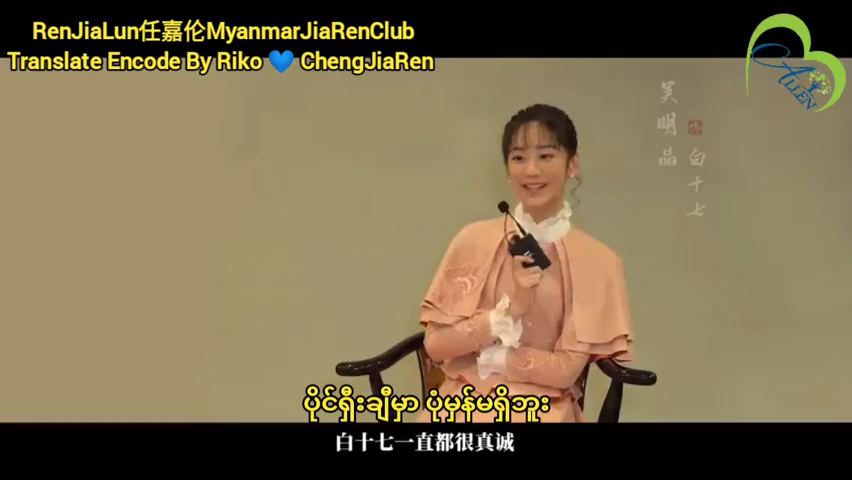 RenJiaLun任嘉伦MyanmarJiaRenClub
Translate Encode By Riko 💙 ChengJiaRen
ALLEN
吴明晶
饰
白十七
ပိုင်ရှီးချီမှာ ပုံမှန်မရှိဘူး
白十七一直都很真诚